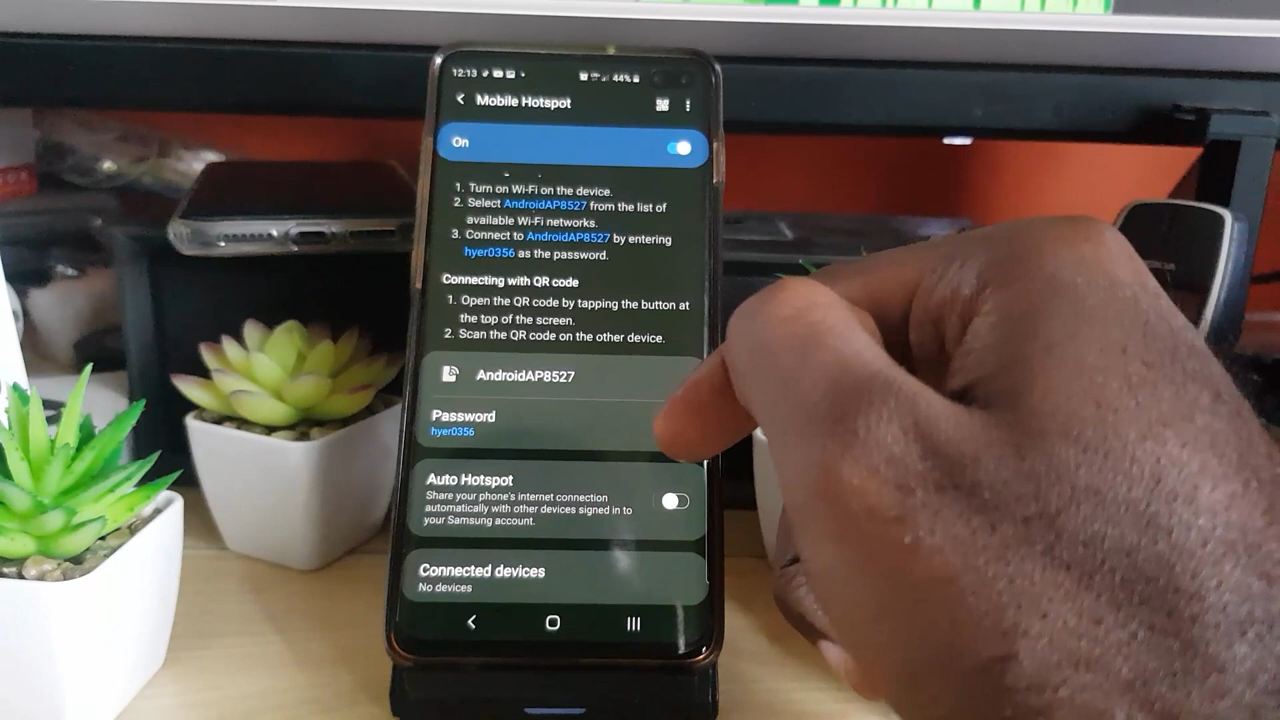 12:13
44%
Mobile Hotspot
On
1. Turn on Wi-Fi on the device.
2. Select AndroidAP8527 from the list of
available Wi-Fi networks.
3. Connect to AndroidAP8527 by entering
hyer0356 as the password.
Connecting with QR code
1. Open the QR code by tapping the button at
the top of the screen.
2. Scan the QR code on the other device.
AndroidAP8527
Password
hyer0356
Auto Hotspot
Share your phone's internet connection
automatically with other devices signed in to
your Samsung account.
Connected devices
No devices